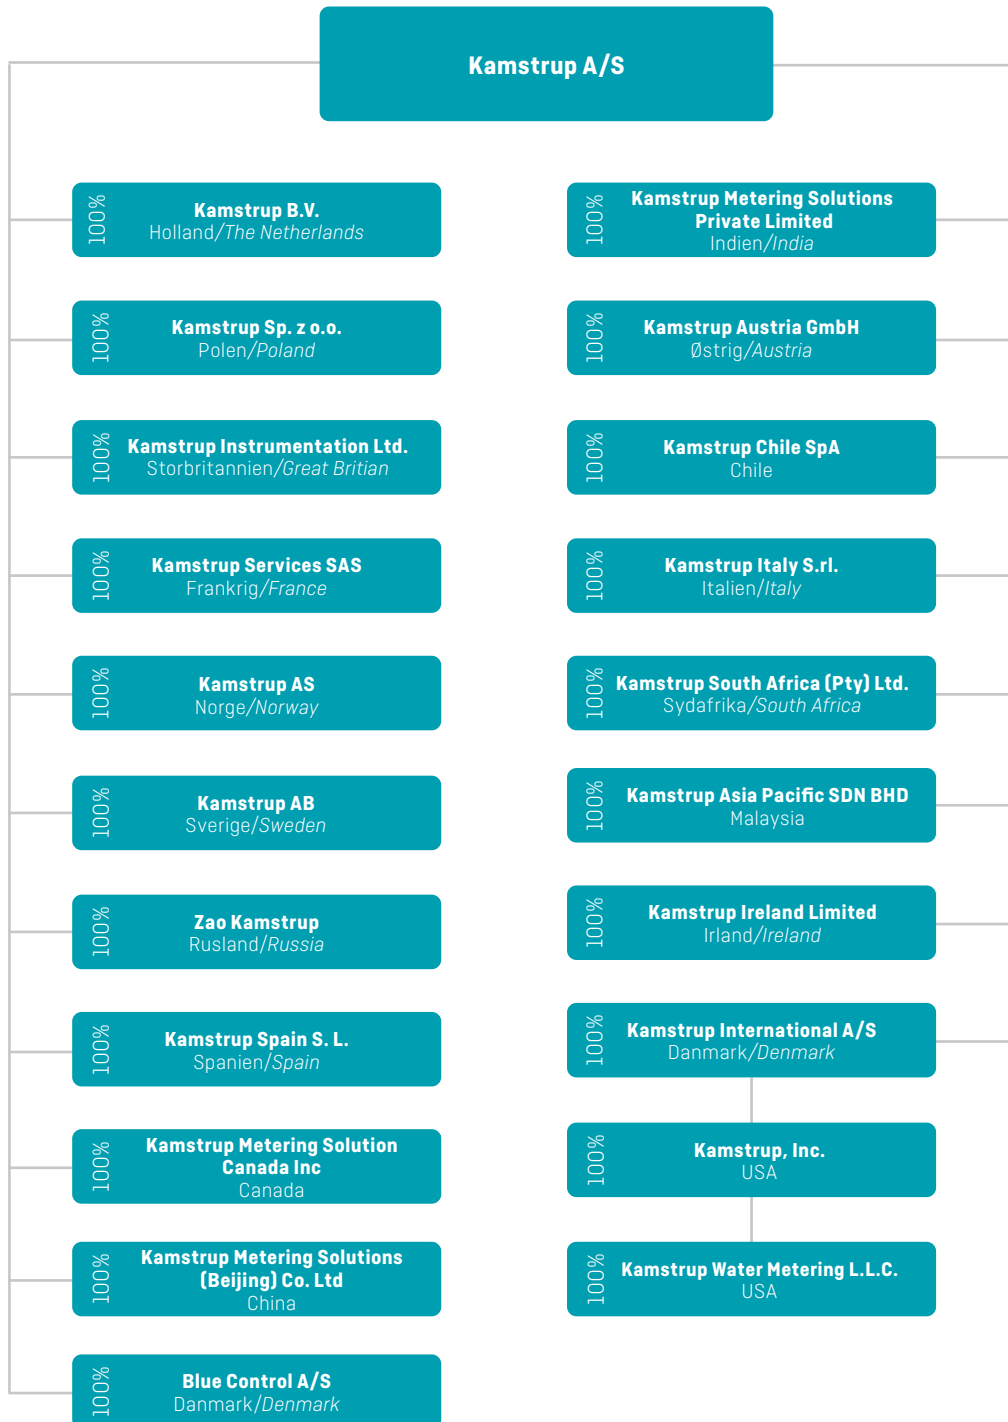 Kamstrup A/S
100%
Kamstrup B.V.
Holland/The Netherlands
100%
Kamstrup Sp. z o.o.
Polen/Poland
100%
Kamstrup Instrumentation Ltd.
Storbritannien/Great Britian
100%
Kamstrup Services SAS
Frankrig/France
100%
Kamstrup AS
Norge/Norway
100%
Kamstrup AB
Sverige/Sweden
100%
Zao Kamstrup
Rusland/Russia
100%
Kamstrup Spain S. L.
Spanien/Spain
100%
Kamstrup Metering Solution
Canada Inc
Canada
100%
Kamstrup Metering Solutions
(Beijing) Co. Ltd
China
100%
Blue Control A/S
Danmark/Denmark
100%
Kamstrup Metering Solutions
Private Limited
Indien/India
100%
Kamstrup Austria GmbH
Østrig/Austria
100%
Kamstrup Chile SpA
Chile
100%
Kamstrup Italy S.rl.
Italien/Italy
100%
Kamstrup South Africa (Pty) Ltd.
Sydafrika/South Africa
100%
Kamstrup Asia Pacific SDN BHD
Malaysia
100%
Kamstrup Ireland Limited
Irland/Ireland
100%
Kamstrup International A/S
Danmark/Denmark
100%
Kamstrup, Inc.
USA
100%
Kamstrup Water Metering L.L.C.
USA